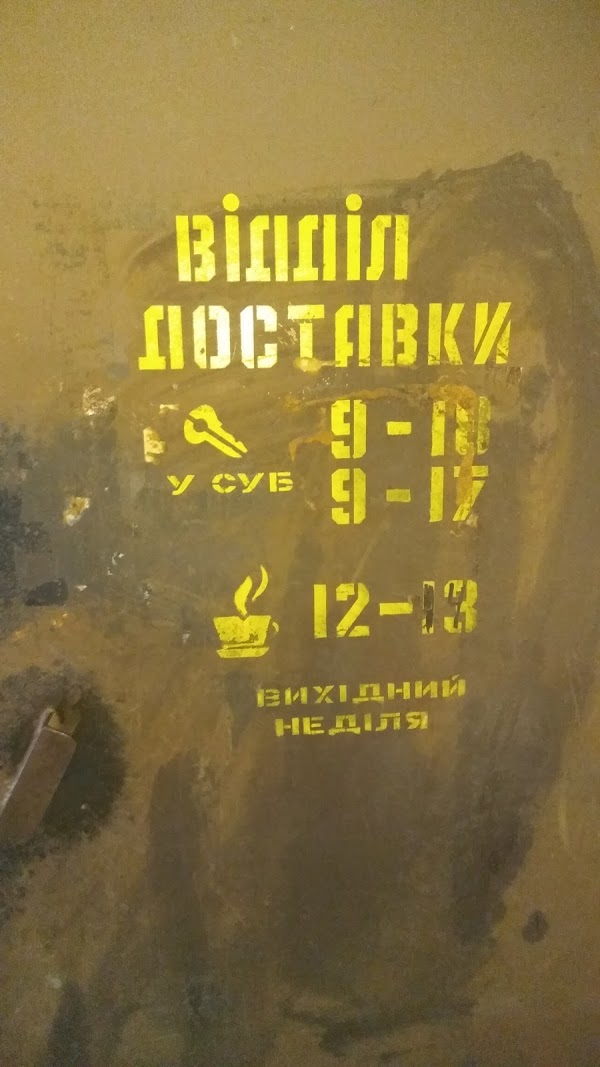 ВІДДІЛ
ДОСТАВКИ
9-18
У СУБ 9-17
12-13
ВИХІДНИЙ
НЕДІЛЯ